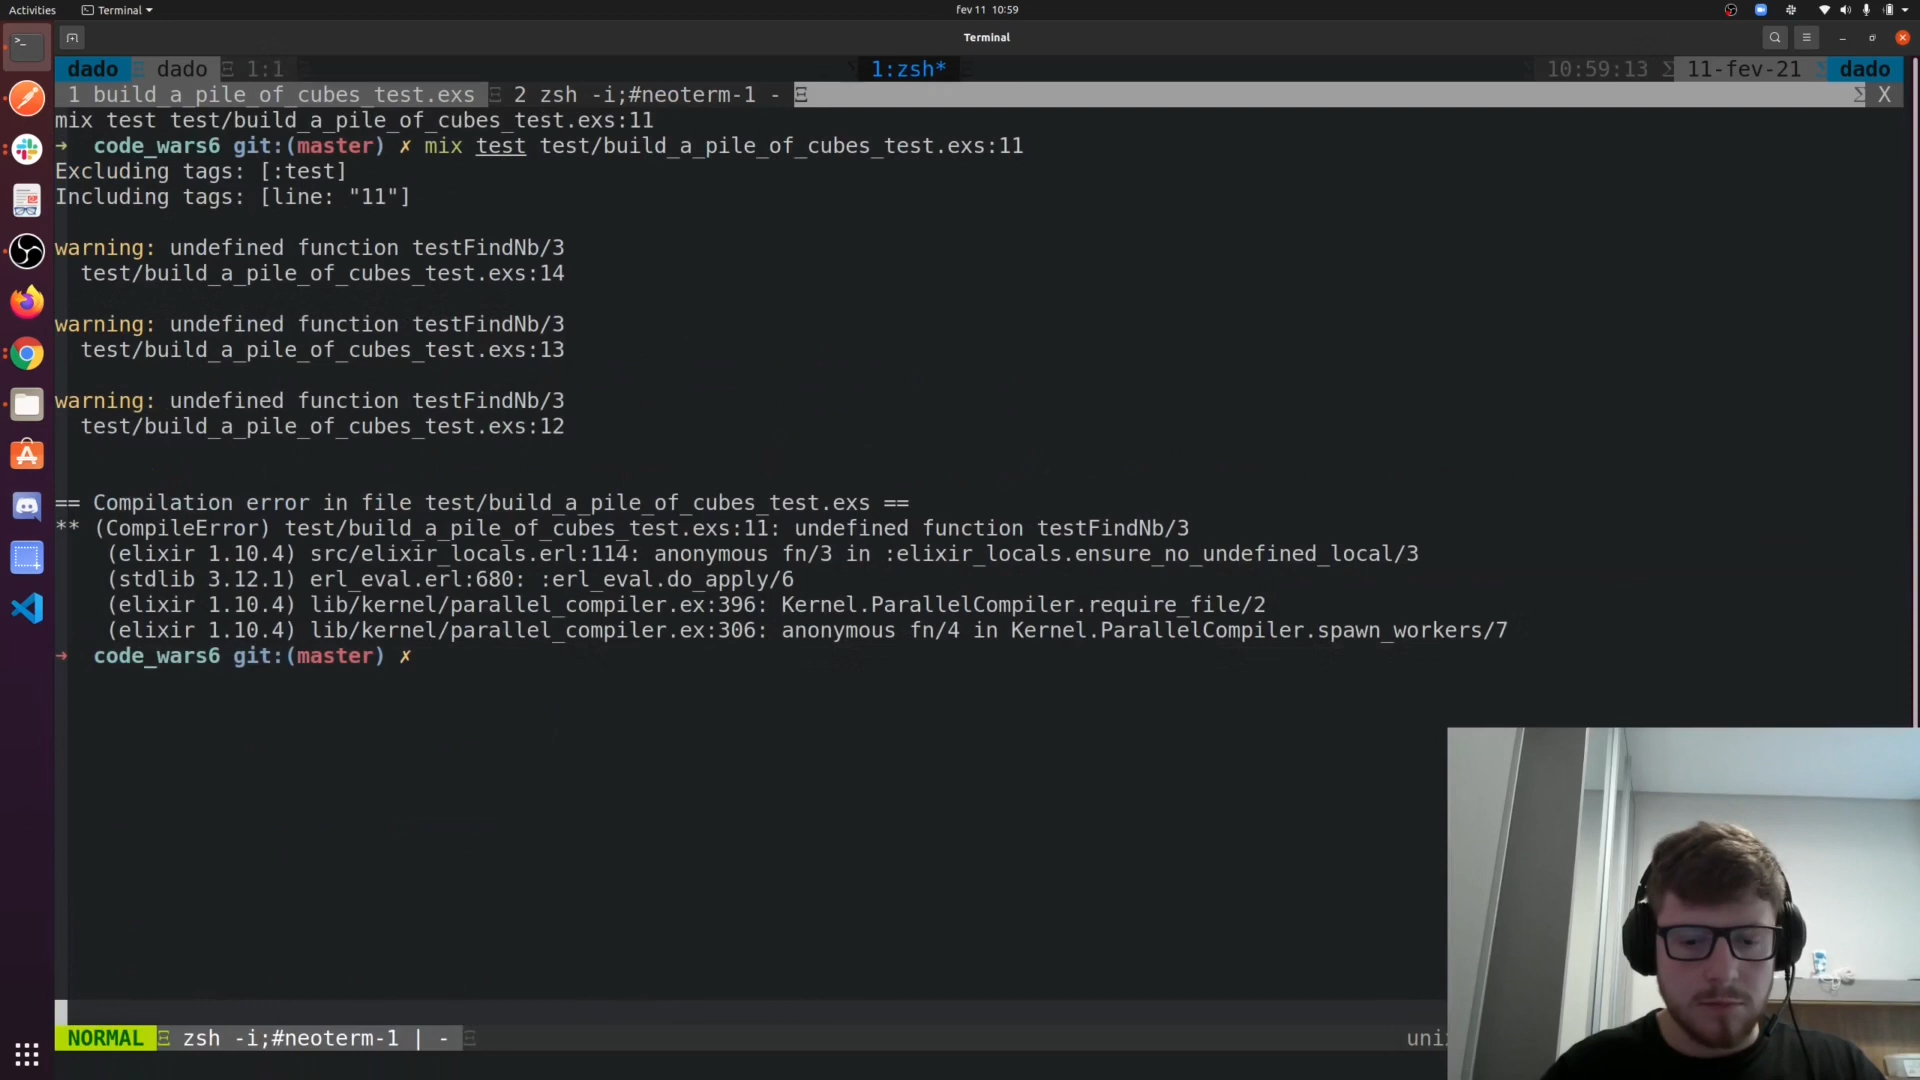 Activities Terminal fev 11 10:59
Terminal
dado dado 1:1 1:zsh* 10:59:13 11-fev-21 dado
1 build_a_pile_of_cubes_test.exs 2 zsh -i;#neoterm-1 - X
mix test test/build_a_pile_of_cubes_test.exs:11
→ code_wars6 git:(master) ✗ mix test test/build_a_pile_of_cubes_test.exs:11
Excluding tags: [:test]
Including tags: [line: "11"]
warning: undefined function testFindNb/3
test/build_a_pile_of_cubes_test.exs:14
warning: undefined function testFindNb/3
test/build_a_pile_of_cubes_test.exs:13
warning: undefined function testFindNb/3
test/build_a_pile_of_cubes_test.exs:12
== Compilation error in file test/build_a_pile_of_cubes_test.exs ==
** (CompileError) test/build_a_pile_of_cubes_test.exs:11: undefined function testFindNb/3
(elixir 1.10.4) src/elixir_locals.erl:114: anonymous fn/3 in :elixir_locals.ensure_no_undefined_local/3
(stdlib 3.12.1) erl_eval.erl:680: :erl_eval.do_apply/6
(elixir 1.10.4) lib/kernel/parallel_compiler.ex:396: Kernel.ParallelCompiler.require_file/2
(elixir 1.10.4) lib/kernel/parallel_compiler.ex:306: anonymous fn/4 in Kernel.ParallelCompiler.spawn_workers/7
→ code_wars6 git:(master) ✗
NORMAL zsh -i;#neoterm-1 | -